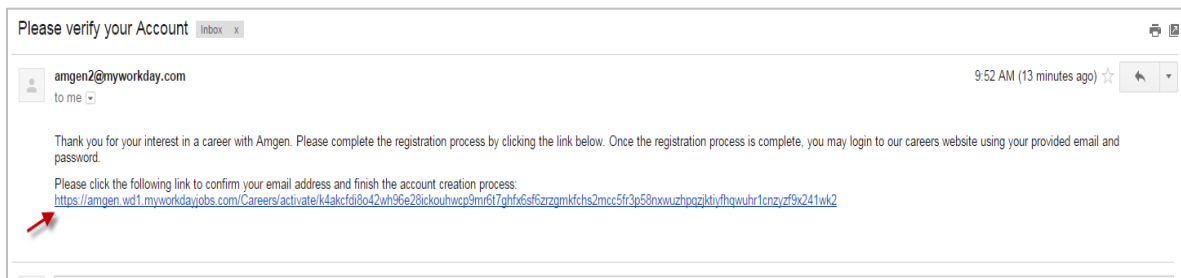 Please verify your Account Inbox x
amgen2@myworkday.com 9:52 AM (13 minutes ago)
to me
Thank you for your interest in a career with Amgen. Please complete the registration process by clicking the link below. Once the registration process is complete, you may login to our careers website using your provided email and
password.
Please click the following link to confirm your email address and finish the account creation process:
https://amgen.wd1.myworkdayjobs.com/Careers/activate/k4akcfdi8o42wh96e28ickouhwcp9mr6t7ghfx6sf6zrzgmkfchs2mcc5fr3p58nxwuzhpqzjktiyfhqwuhr1cnzyzf9x241wk2